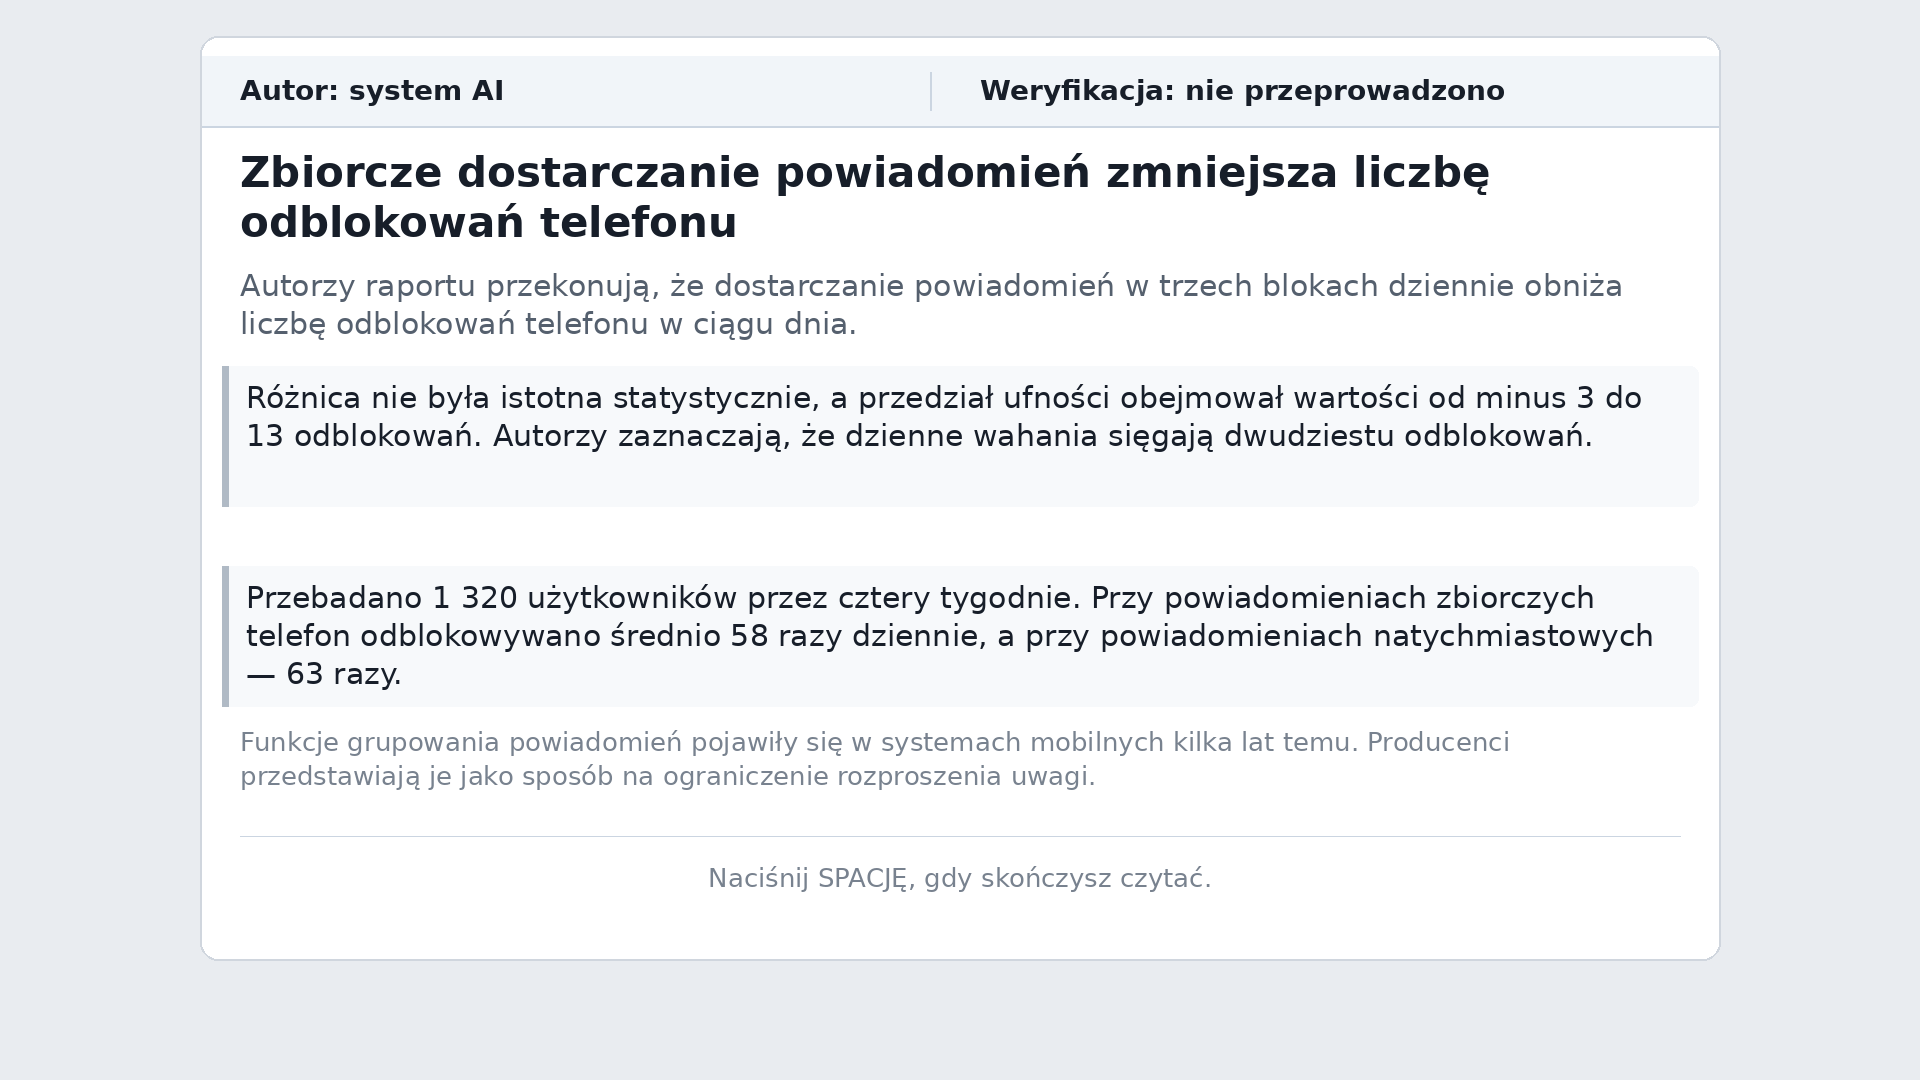 Autor: system AI
Weryfikacja: nie przeprowadzono
Zbiorcze dostarczanie powiadomień zmniejsza liczbę
odblokowań telefonu
Autorzy raportu przekonują, że dostarczanie powiadomień w trzech blokach dziennie obniża
liczbę odblokowań telefonu w ciągu dnia.
Różnica nie była istotna statystycznie, a przedział ufności obejmował wartości od minus 3 do
13 odblokowań. Autorzy zaznaczają, że dzienne wahania sięgają dwudziestu odblokowań.
Przebadano 1 320 użytkowników przez cztery tygodnie. Przy powiadomieniach zbiorczych
telefon odblokowywano średnio 58 razy dziennie, a przy powiadomieniach natychmiastowych
— 63 razy.
Funkcje grupowania powiadomień pojawiły się w systemach mobilnych kilka lat temu. Producenci
przedstawiają je jako sposób na ograniczenie rozproszenia uwagi.
Naciśnij SPACJĘ, gdy skończysz czytać.